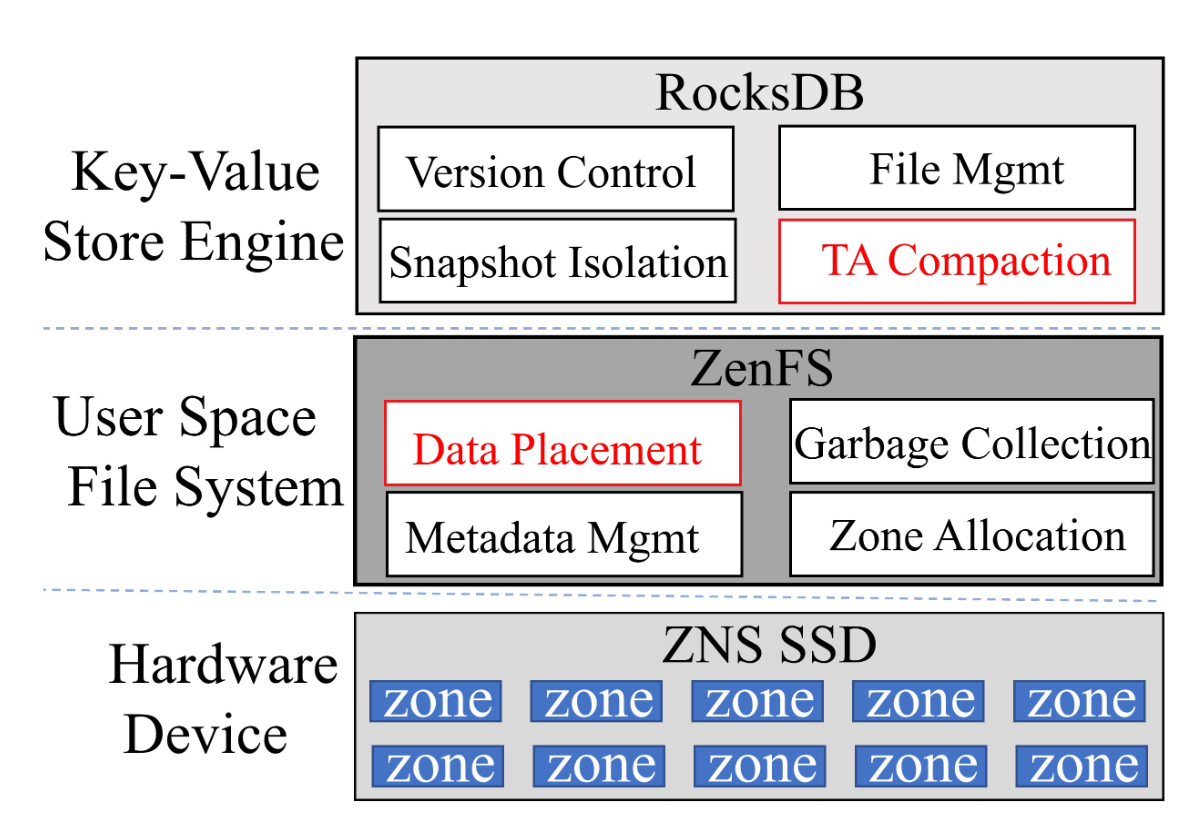 RocksDB
Key-Value
Store Engine
Version Control
File Mgmt
Snapshot Isolation
TA Compaction
ZenFS
User Space
File System
Data Placement
Garbage Collection
Metadata Mgmt
Zone Allocation
Hardware
Device
ZNS SSD
zone zone zone zone zone
zone zone zone zone zone